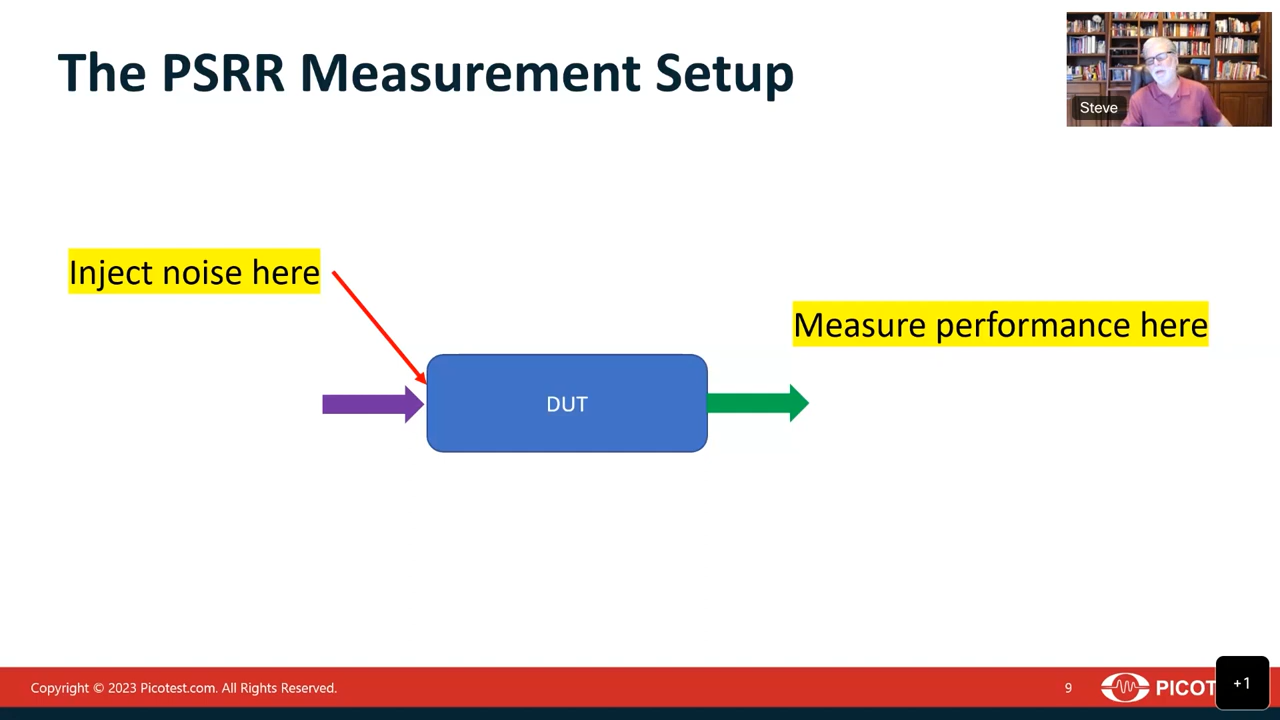 The PSRR Measurement Setup
Steve
Inject noise here
Measure performance here
DUT
Copyright © 2023 Picotest.com. All Rights Reserved.
9
PICOT
+1